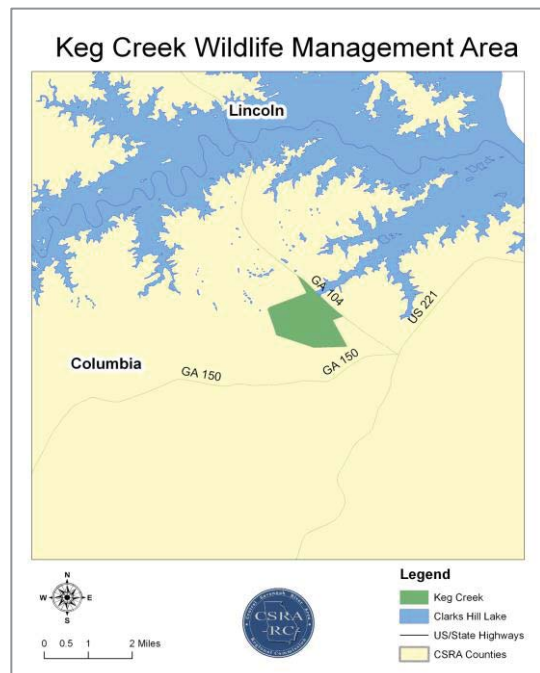 Keg Creek Wildlife Management Area
Lincoln
GA 104
US 221
Columbia
GA 150
GA 150
N
W E
S
0 0.5 1 2 Miles
CSRA
RC
Legend
Keg Creek
Clarks Hill Lake
US/State Highways
CSRA Counties